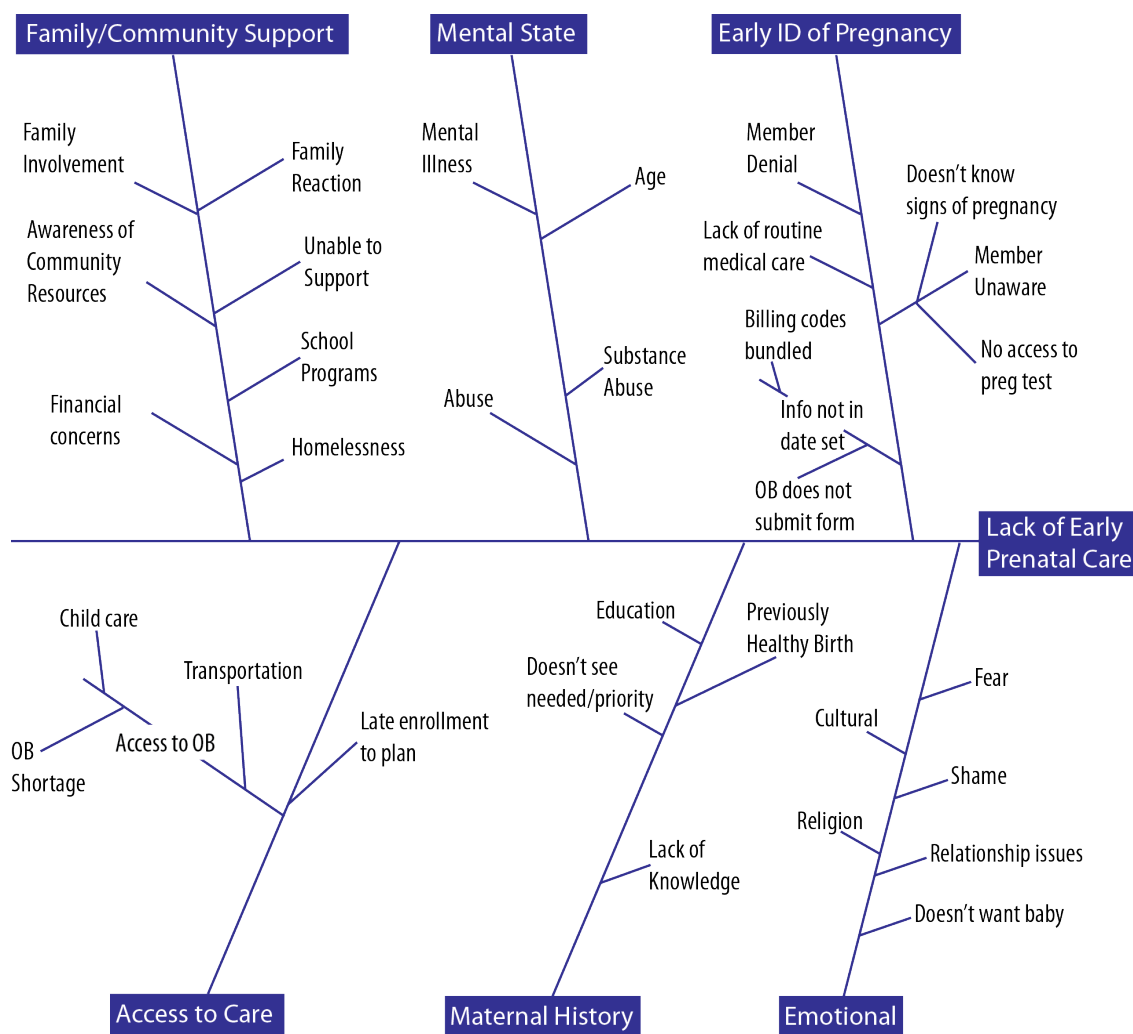 Family/Community Support
Mental State
Early ID of Pregnancy
Family
Involvement
Family
Reaction
Awareness of
Community
Resources
Unable to
Support
School
Programs
Financial
concerns
Homelessness
Mental
Illness
Age
Substance
Abuse
Abuse
Member
Denial
Doesn't know
signs of pregnancy
Lack of routine
medical care
Member
Unaware
Billing codes
bundled
No access to
preg test
Info not in
date set
OB does not
submit form
Lack of Early
Prenatal Care
Child care
Transportation
Access to OB
OB
Shortage
Late enrollment
to plan
Education
Previously
Healthy Birth
Doesn't see
needed/priority
Lack of
Knowledge
Fear
Cultural
Shame
Religion
Relationship issues
Doesn't want baby
Access to Care
Maternal History
Emotional